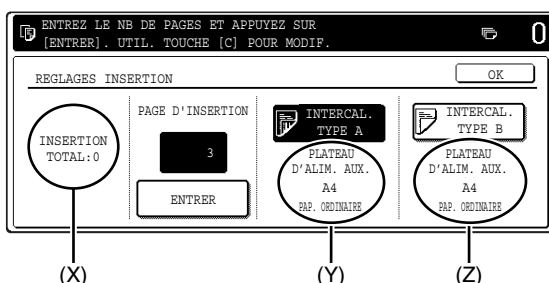 ENTREZ LE NB DE PAGES ET APPUYEZ SUR
[ENTRER]. UTIL. TOUCHE [C] POUR MODIF.
0
REGLAGES INSERTION
OK
INSERTION
TOTAL:0
PAGE D'INSERTION
3
ENTRER
INTERCAL.
TYPE A
PLATEAU
D'ALIM. AUX.
A4
PAP. ORDINAIRE
INTERCAL.
TYPE B
PLATEAU
D'ALIM. AUX.
A4
PAP. ORDINAIRE
(X)
(Y)
(Z)